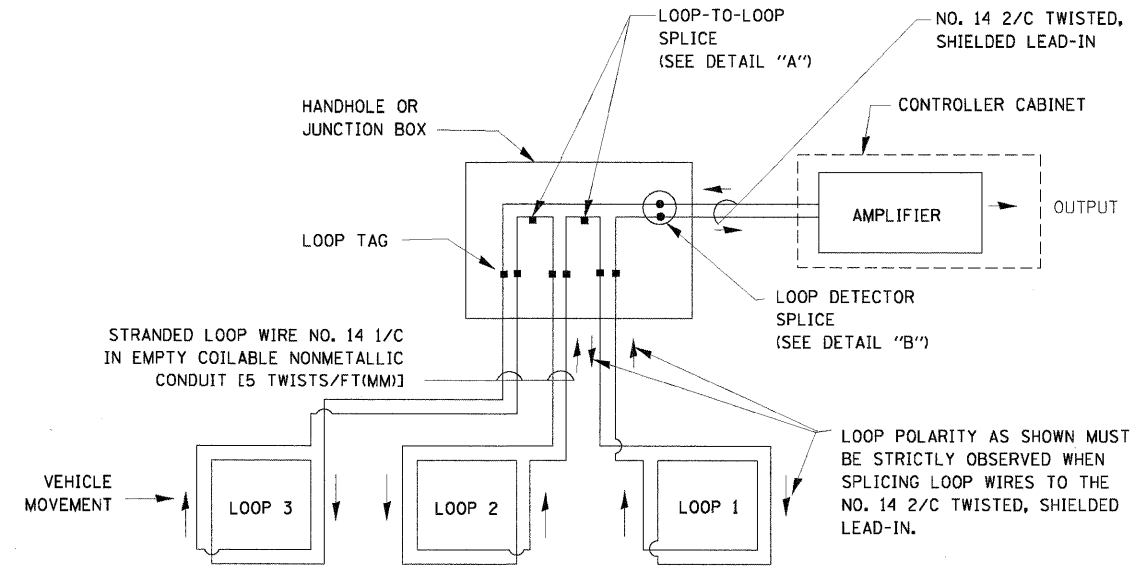 LOOP-TO-LOOP
SPLICE
(SEE DETAIL "A")
NO. 14 2/C TWISTED,
SHIELDED LEAD-IN
HANDHOLE OR
JUNCTION BOX
CONTROLLER CABINET
AMPLIFIER
OUTPUT
LOOP TAG
LOOP DETECTOR
SPLICE
(SEE DETAIL "B")
STRANDED LOOP WIRE NO. 14 1/C
IN EMPTY COILABLE NONMETALLIC
CONDUIT [5 TWISTS/FT(MM)]
LOOP POLARITY AS SHOWN MUST
BE STRICTLY OBSERVED WHEN
SPLICING LOOP WIRES TO THE
NO. 14 2/C TWISTED, SHIELDED
LEAD-IN.
VEHICLE
MOVEMENT
LOOP 3
LOOP 2
LOOP 1